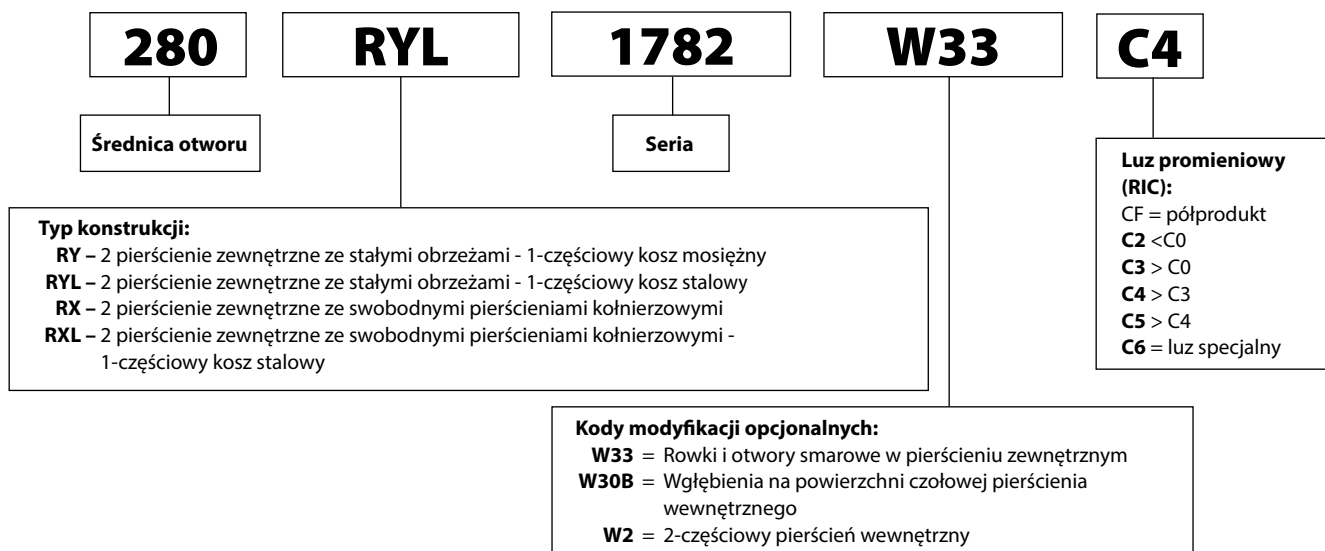 280 RYL 1782 W33 C4
Średnica otworu
Seria
Typ konstrukcji:
RY – 2 pierścienie zewnętrzne ze stałymi obrzeżami - 1-częściowy kosz mosiężny
RYL – 2 pierścienie zewnętrzne ze stałymi obrzeżami - 1-częściowy kosz stalowy
RX – 2 pierścienie zewnętrzne ze swobodnymi pierścieniami kołnierzowymi
RXL – 2 pierścienie zewnętrzne ze swobodnymi pierścieniami kołnierzowymi -
1-częściowy kosz stalowy
Luz promieniowy
(RIC):
CF = półprodukt
C2 <C0
C3 > C0
C4 > C3
C5 > C4
C6 = luz specjalny
Kody modyfikacji opcjonalnych:
W33 = Rowki i otwory smarowe w pierścieniu zewnętrznym
W30B = Wgłębienia na powierzchni czołowej pierścienia
wewnętrznego
W2 = 2-częściowy pierścień wewnętrzny